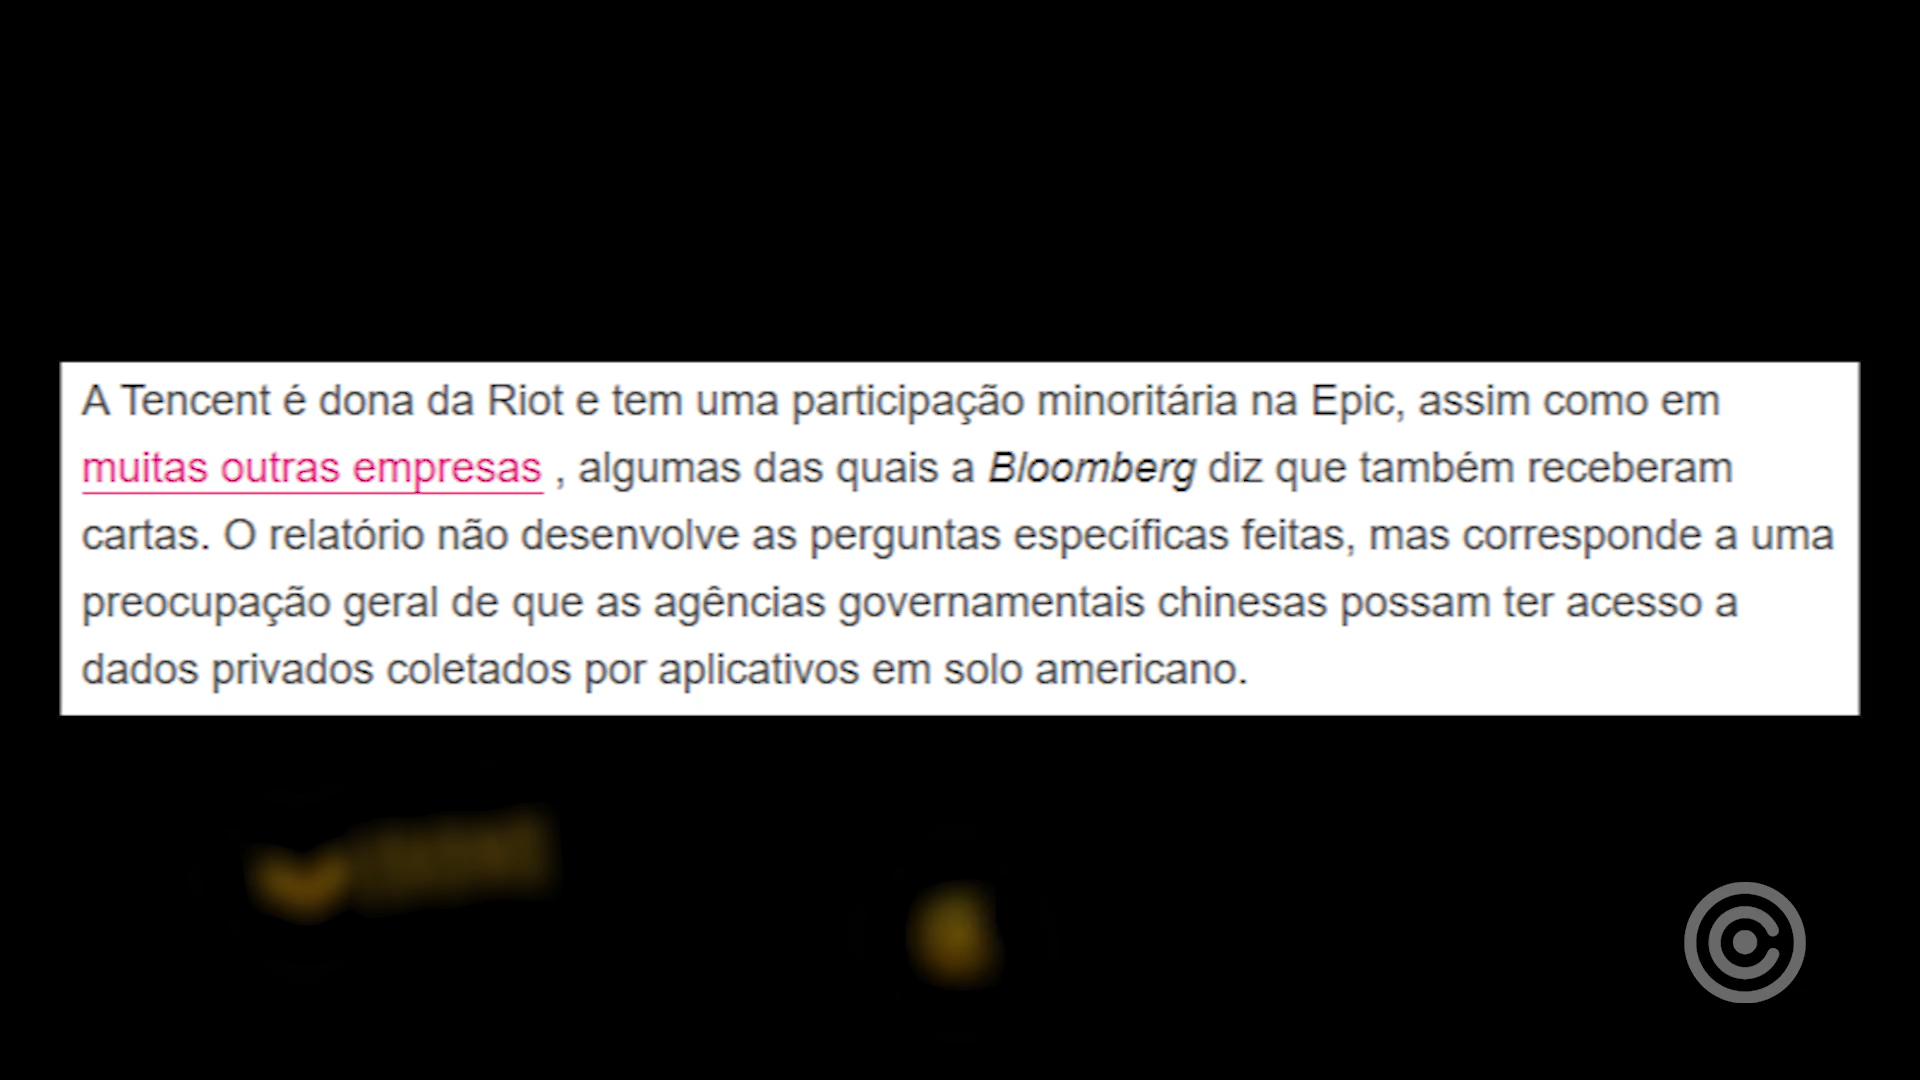 A Tencent é dona da Riot e tem uma participação minoritária na Epic, assim como em
muitas outras empresas , algumas das quais a Bloomberg diz que também receberam
cartas. O relatório não desenvolve as perguntas específicas feitas, mas corresponde a uma
preocupação geral de que as agências governamentais chinesas possam ter acesso a
dados privados coletados por aplicativos em solo americano.